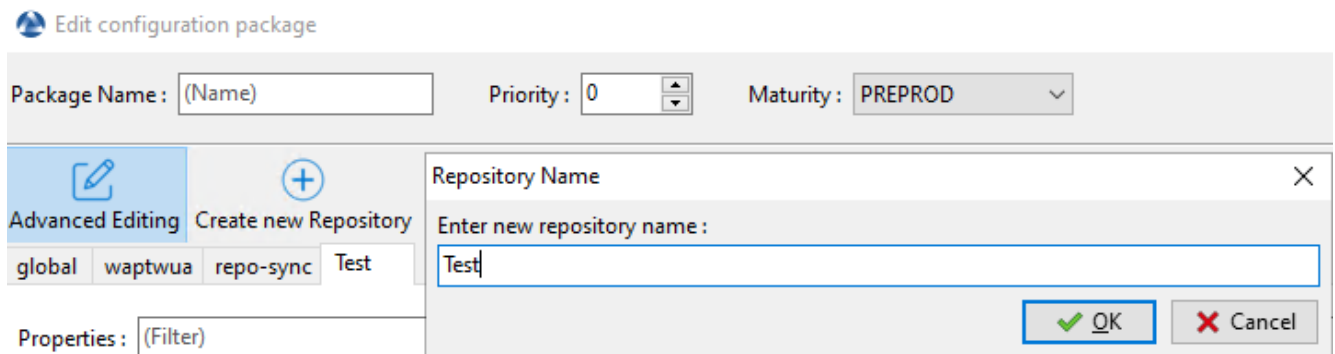 Edit configuration package
Package Name : (Name) Priority : 0 Maturity : PREPROD
Advanced Editing Create new Repository
global waptwua repo-sync Test
Properties : (Filter)
Repository Name
Enter new repository name :
Test
OK Cancel